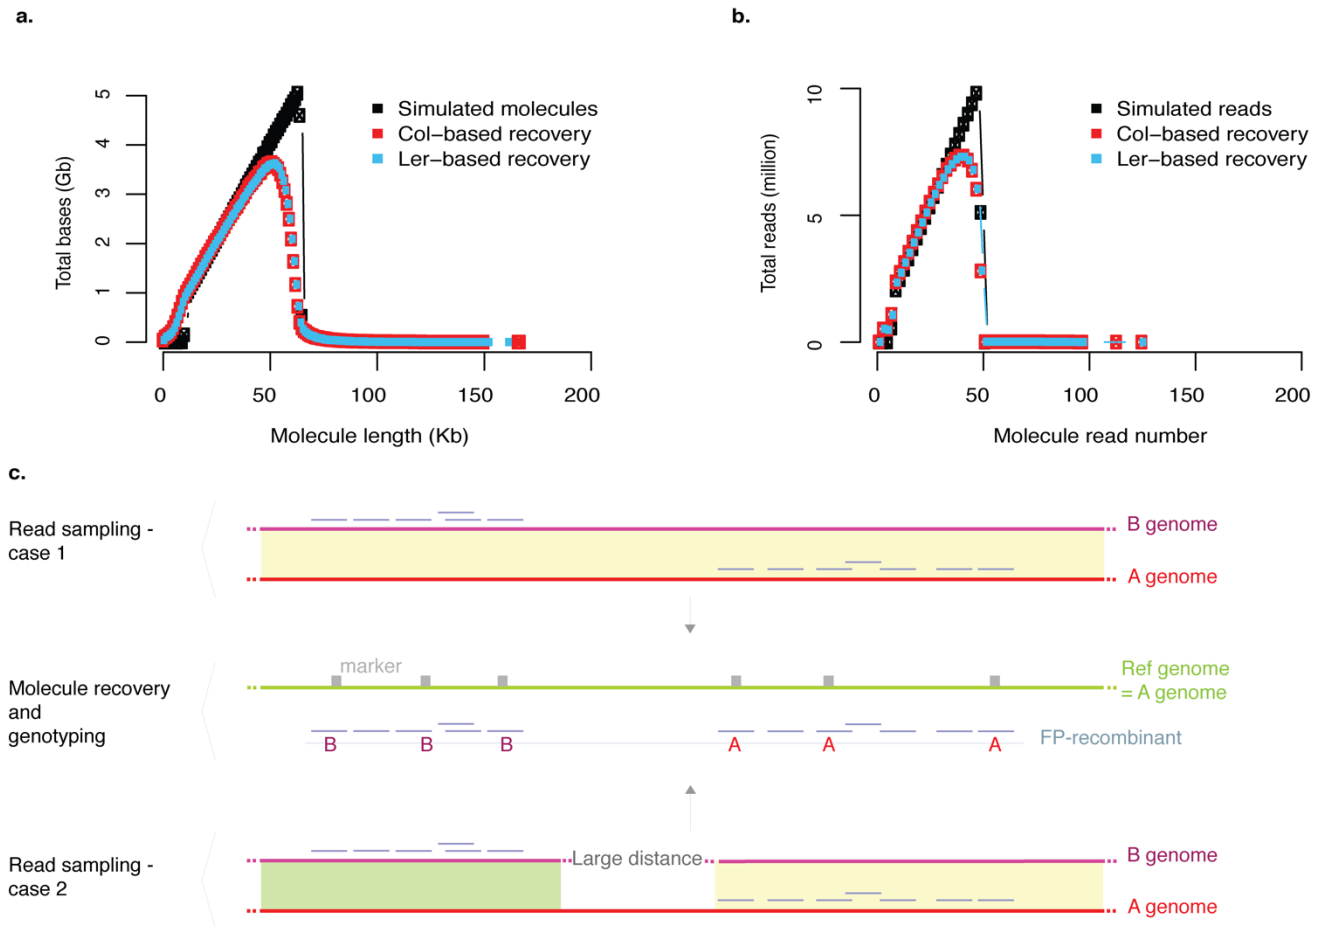 a.
Total bases (Gb)
5
4
3
2
1
0
Simulated molecules
Col−based recovery
Ler−based recovery
0 50 100 150 200
Molecule length (Kb)
b.
Total reads (million)
10
5
0
Simulated reads
Col−based recovery
Ler−based recovery
0 50 100 150 200
Molecule read number
c.
Read sampling -
case 1
B genome
A genome
Molecule recovery
and
genotyping
marker
Ref genome
= A genome
B B B A A A
FP-recombinant
Read sampling -
case 2
Large distance
B genome
A genome